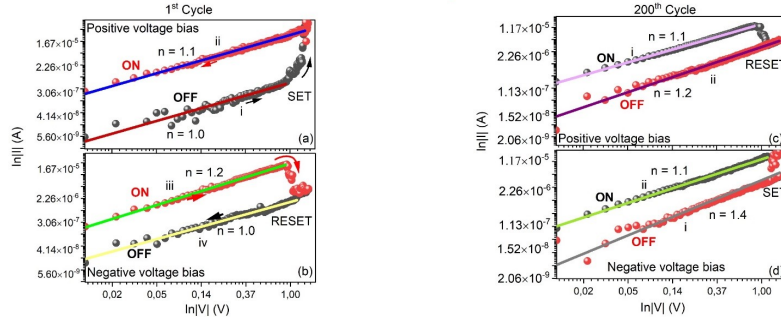 1st Cycle
Positive voltage bias
ON
n = 1.1
ii
OFF
n = 1.0
i
SET
(a)
1.67×10⁻⁵
2.26×10⁻⁶
3.06×10⁻⁷
4.13×10⁻⁸
5.60×10⁻⁹
ln|I| (A)
ON
iii
n = 1.2
OFF
iv
n = 1.0
RESET
(b)
Negative voltage bias
1.67×10⁻⁵
2.26×10⁻⁶
3.06×10⁻⁷
4.14×10⁻⁸
5.60×10⁻⁹
0,02 0,05 0,14 0,37 1,00
ln|V| (V)
200th Cycle
ON
i
n = 1.1
RESET
ii
OFF
n = 1.2
(c)
Positive voltage bias
1.17×10⁻⁵
2.26×10⁻⁶
1.13×10⁻⁷
1.52×10⁻⁸
2.06×10⁻⁹
ln|I| (A)
ON
ii
n = 1.1
SET
n = 1.4
OFF
i
(d)
Negative voltage bias
1.17×10⁻⁵
2.26×10⁻⁶
1.13×10⁻⁷
1.52×10⁻⁸
2.06×10⁻⁹
0,02 0,05 0,14 0,37 1,00
ln|V| (V)